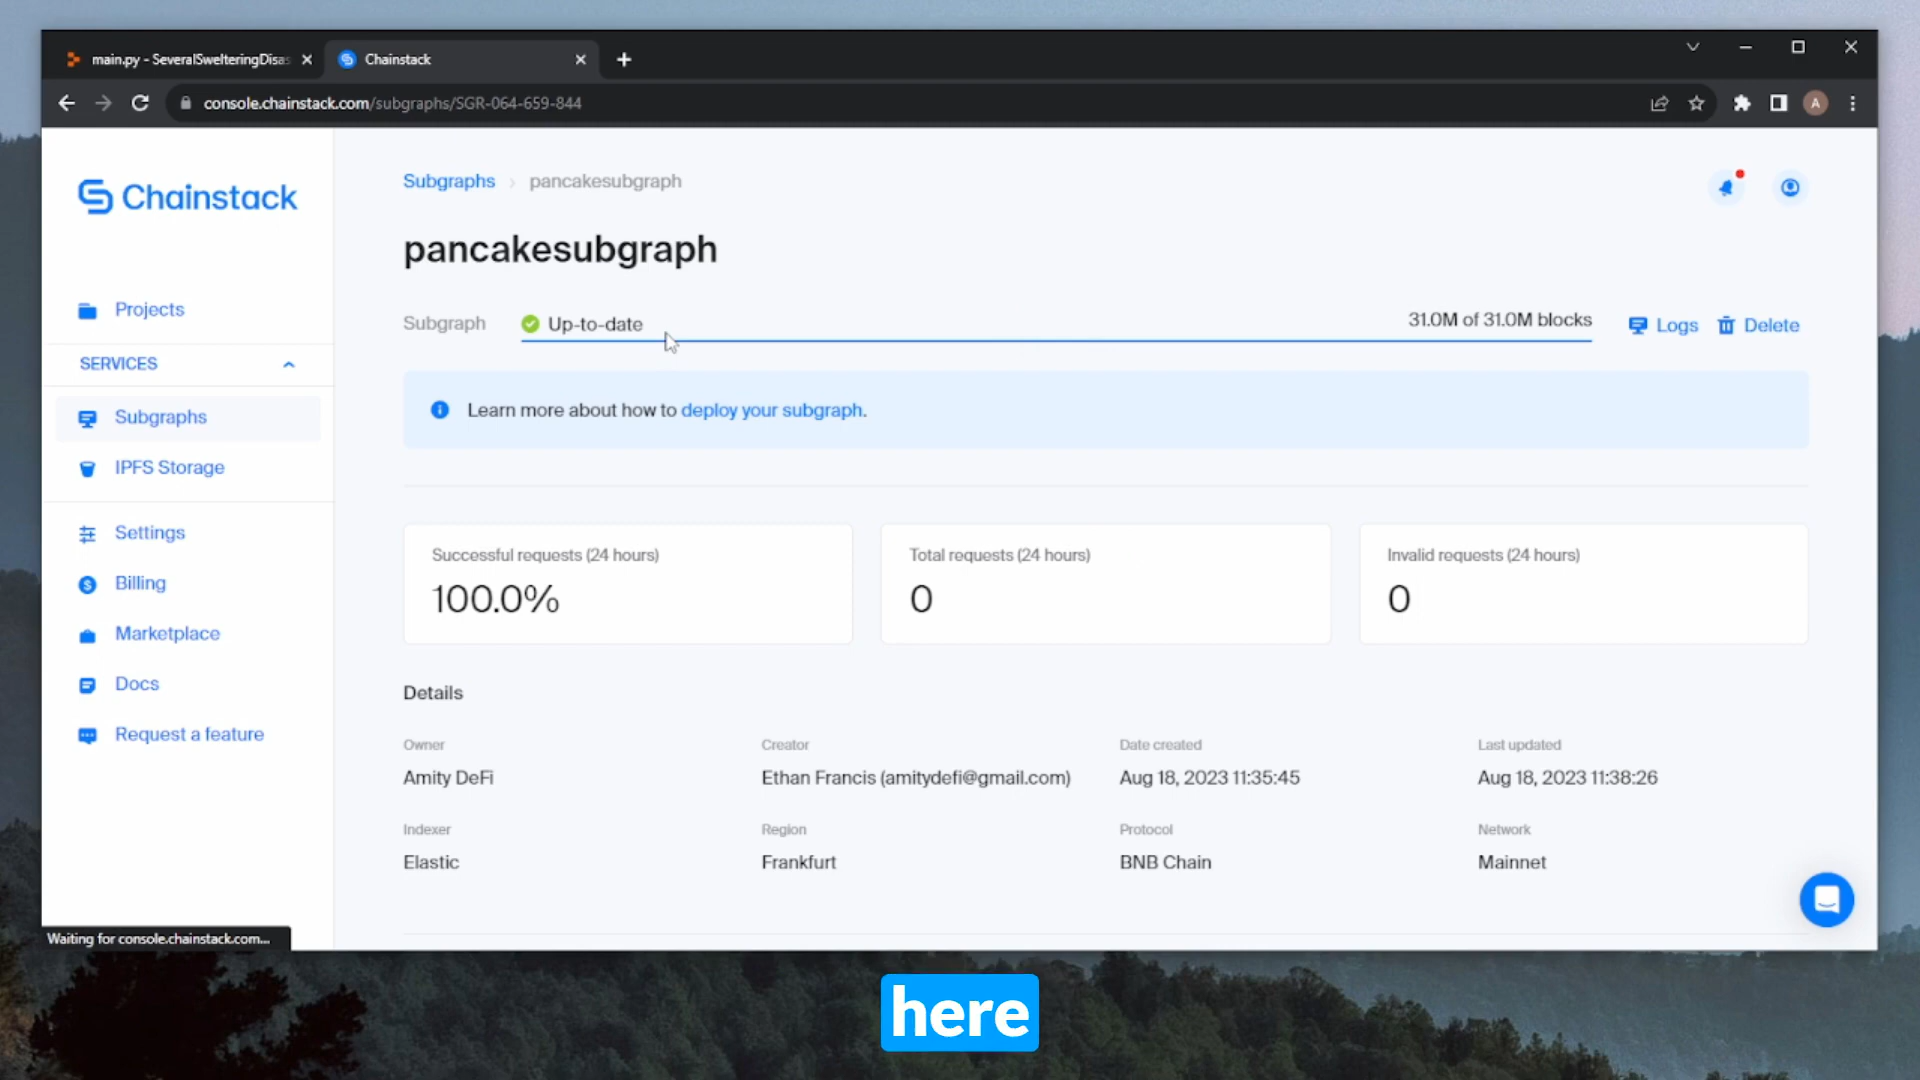 main.py - SeveralSwelteringDisas
Chainstack
console.chainstack.com/subgraphs/SGR-064-659-844
A
Chainstack
Projects
SERVICES
Subgraphs
IPFS Storage
Settings
Billing
Marketplace
Docs
Request a feature
Subgraphs > pancakesubgraph
pancakesubgraph
Subgraph
Up-to-date
31.0M of 31.0M blocks
Logs
Delete
Learn more about how to deploy your subgraph.
Successful requests (24 hours)
100.0%
Total requests (24 hours)
0
Invalid requests (24 hours)
0
Details
Owner
Amity DeFi
Creator
Ethan Francis (amitydefi@gmail.com)
Date created
Aug 18, 2023 11:35:45
Last updated
Aug 18, 2023 11:38:26
Indexer
Elastic
Region
Frankfurt
Protocol
BNB Chain
Network
Mainnet
Waiting for console.chainstack.com...
here